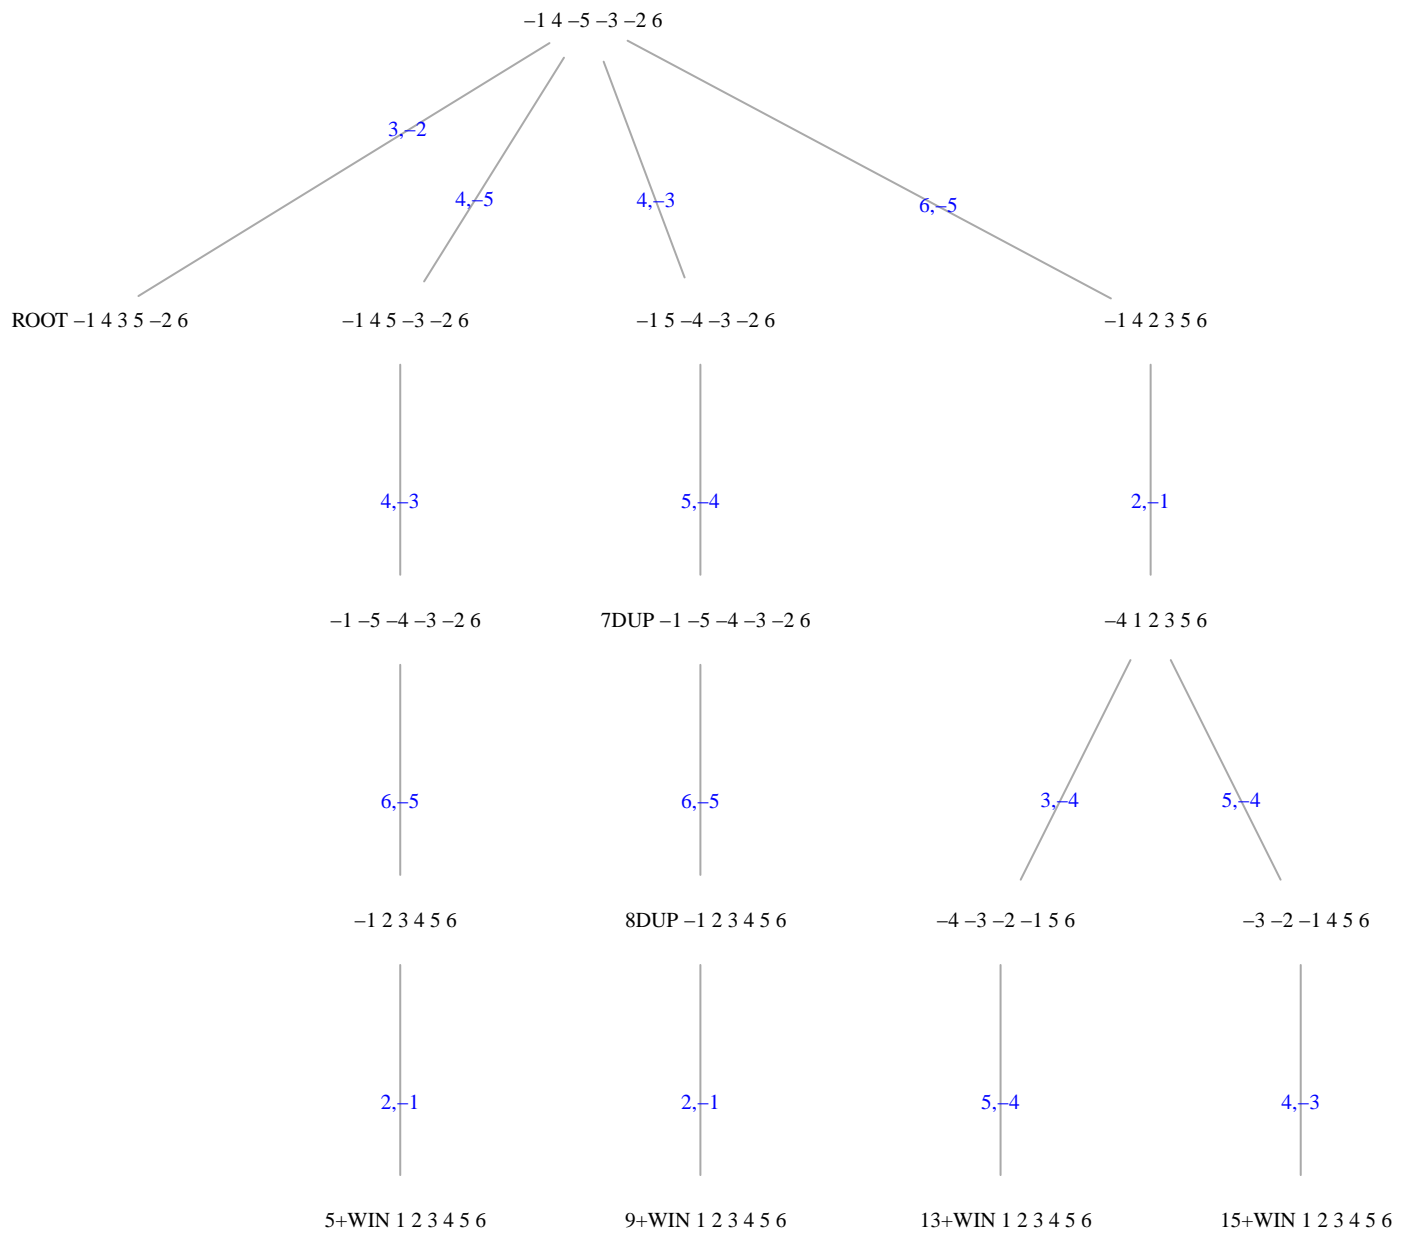 –1 4 –5 –3 –2 6
3,–2
4,–5
4,–3
6,–5
ROOT –1 4 3 5 –2 6
–1 4 5 –3 –2 6
–1 5 –4 –3 –2 6
–1 4 2 3 5 6
4,–3
5,–4
2,–1
–1 –5 –4 –3 –2 6
7DUP –1 –5 –4 –3 –2 6
–4 1 2 3 5 6
6,–5
6,–5
3,–4
5,–4
–1 2 3 4 5 6
8DUP –1 2 3 4 5 6
–4 –3 –2 –1 5 6
–3 –2 –1 4 5 6
2,–1
2,–1
5,–4
4,–3
5+WIN 1 2 3 4 5 6
9+WIN 1 2 3 4 5 6
13+WIN 1 2 3 4 5 6
15+WIN 1 2 3 4 5 6